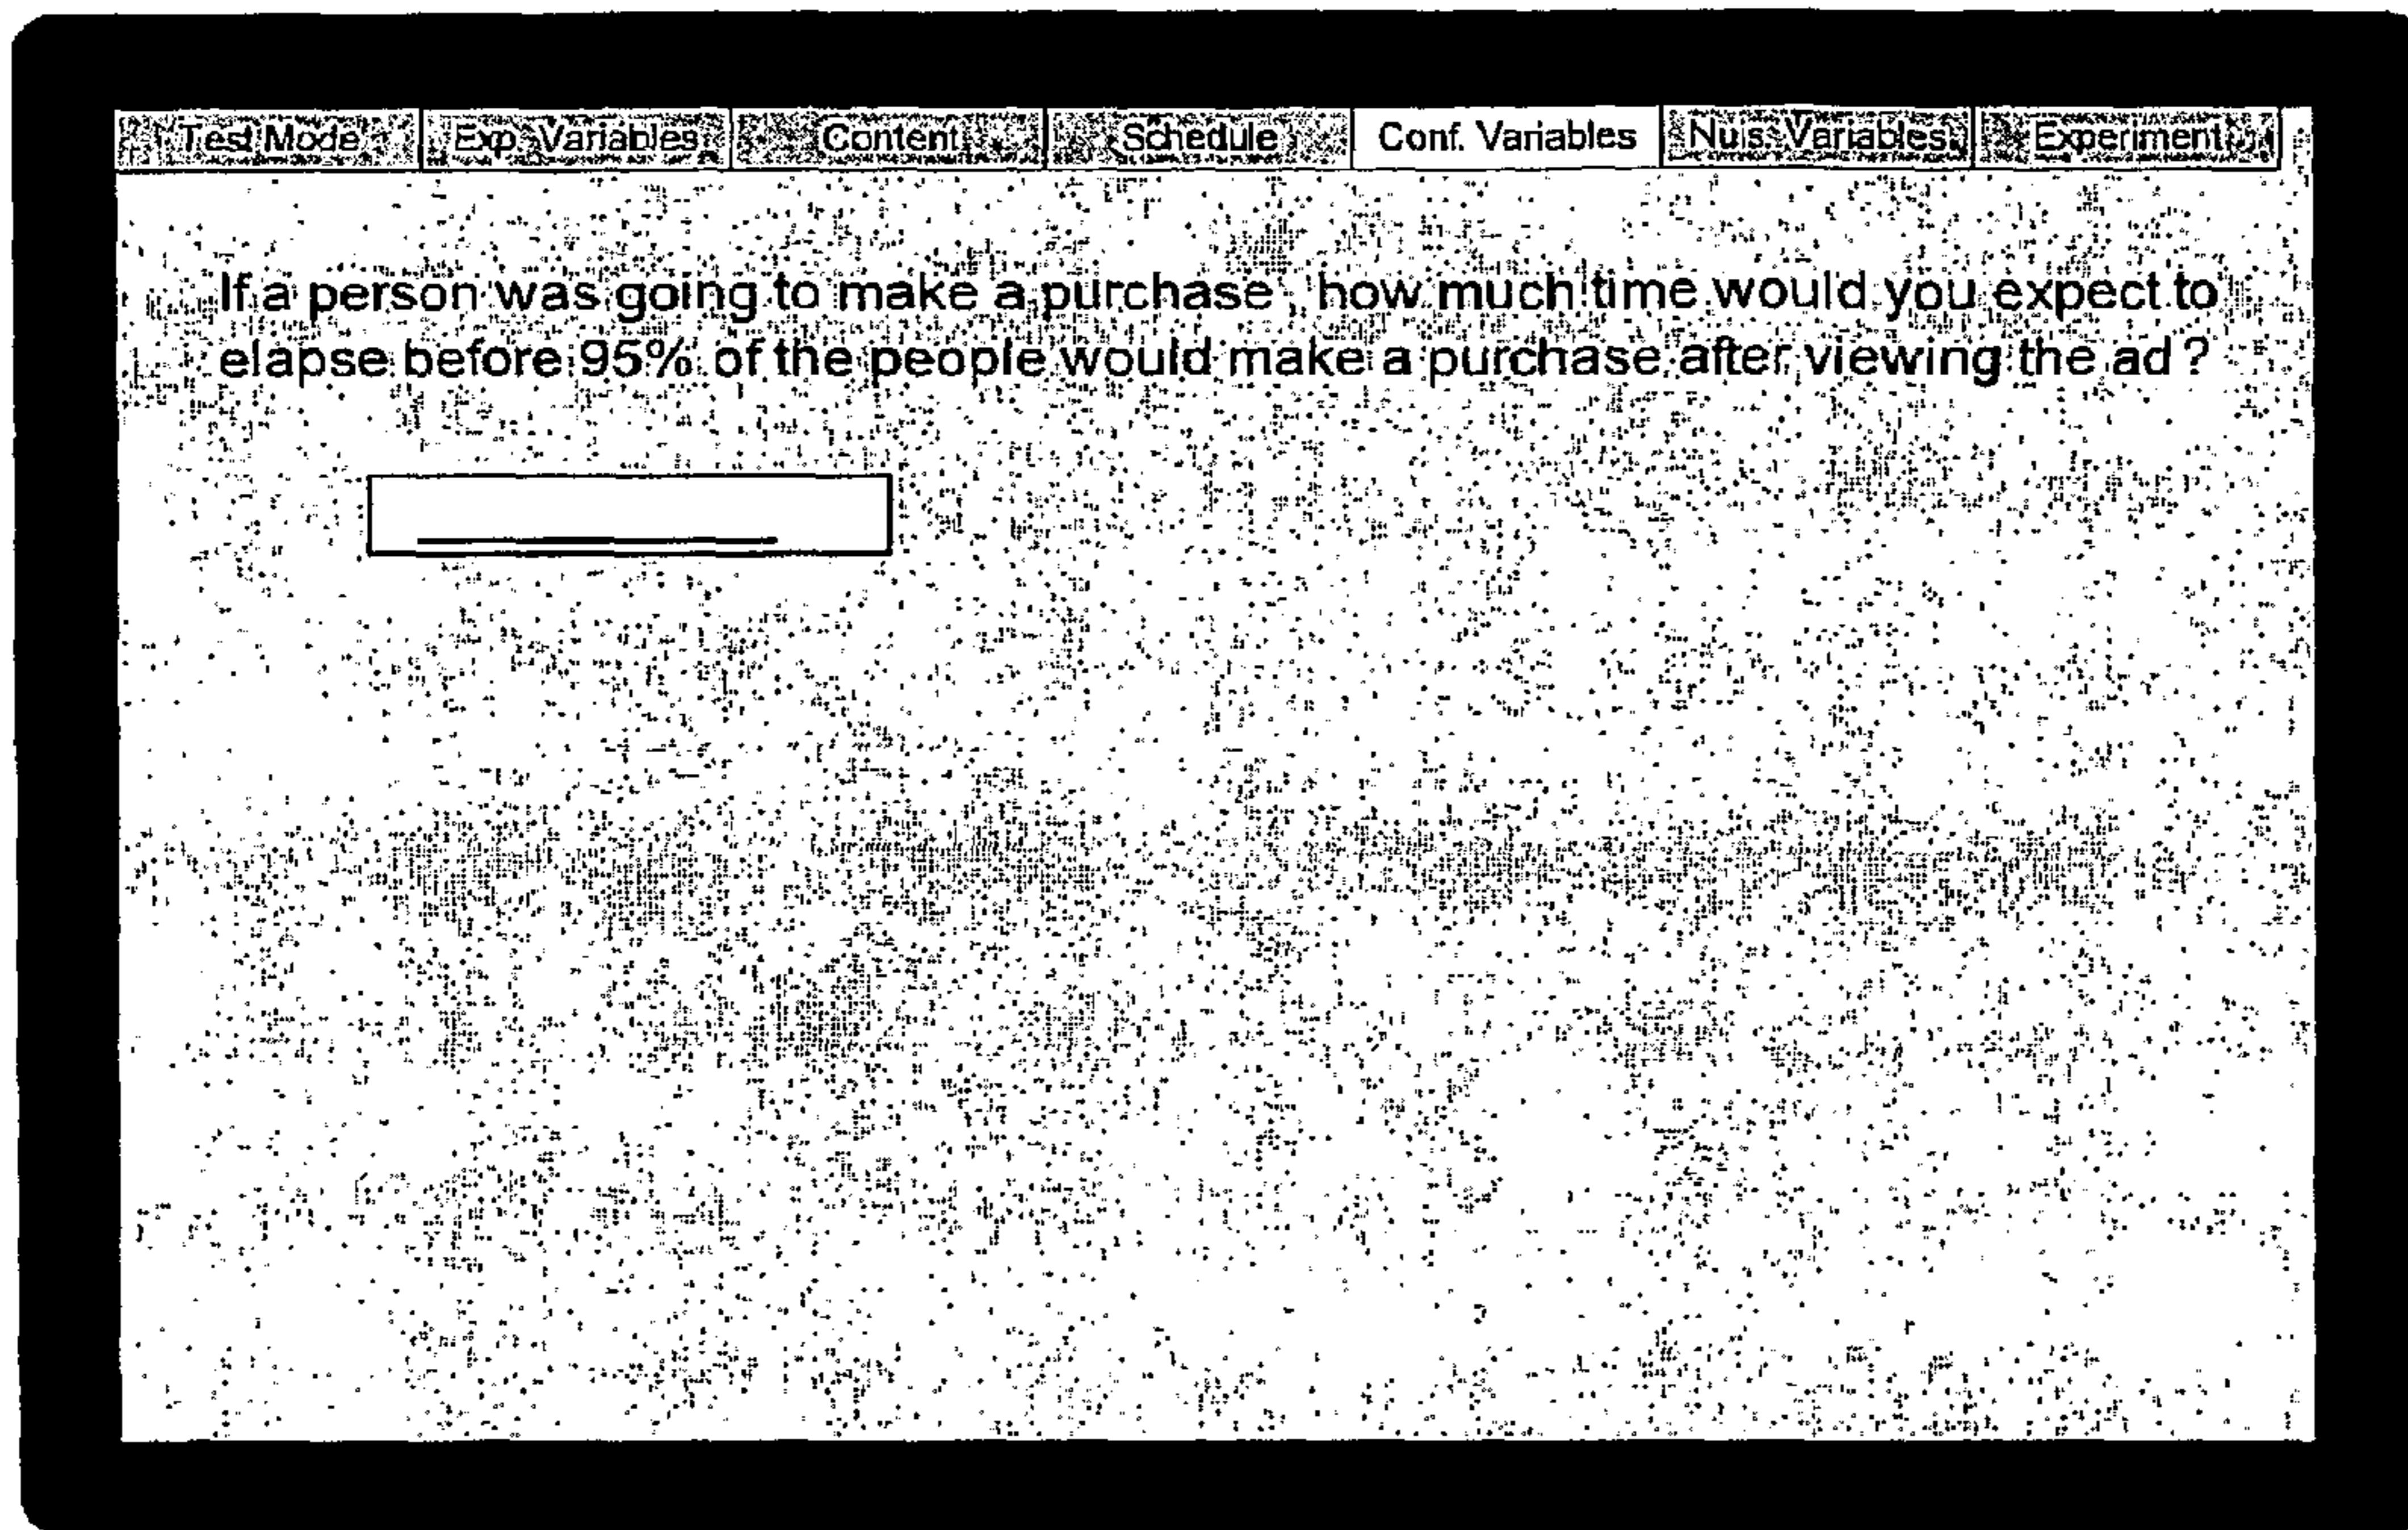 Test Mode Exp. Variables Content Schedule Conf. Variables Nuis. Variables Experiment
If a person was going to make a purchase, how much time would you expect to
elapse before 95% of the people would make a purchase after viewing the ad?